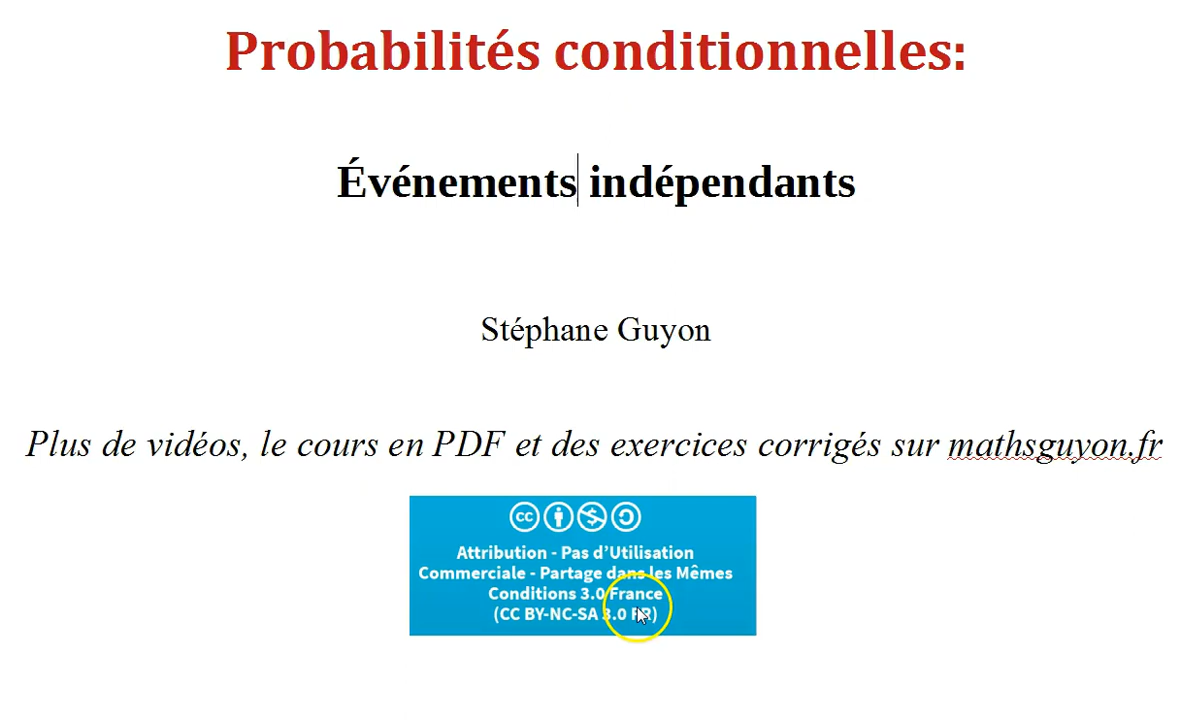 Probabilités conditionnelles:
Événements indépendants
Stéphane Guyon
Plus de vidéos, le cours en PDF et des exercices corrigés sur mathsguyon.fr
cc
Attribution - Pas d’Utilisation
Commerciale - Partage dans les Mêmes
Conditions 3.0 France
(CC BY-NC-SA 3.0 FR)